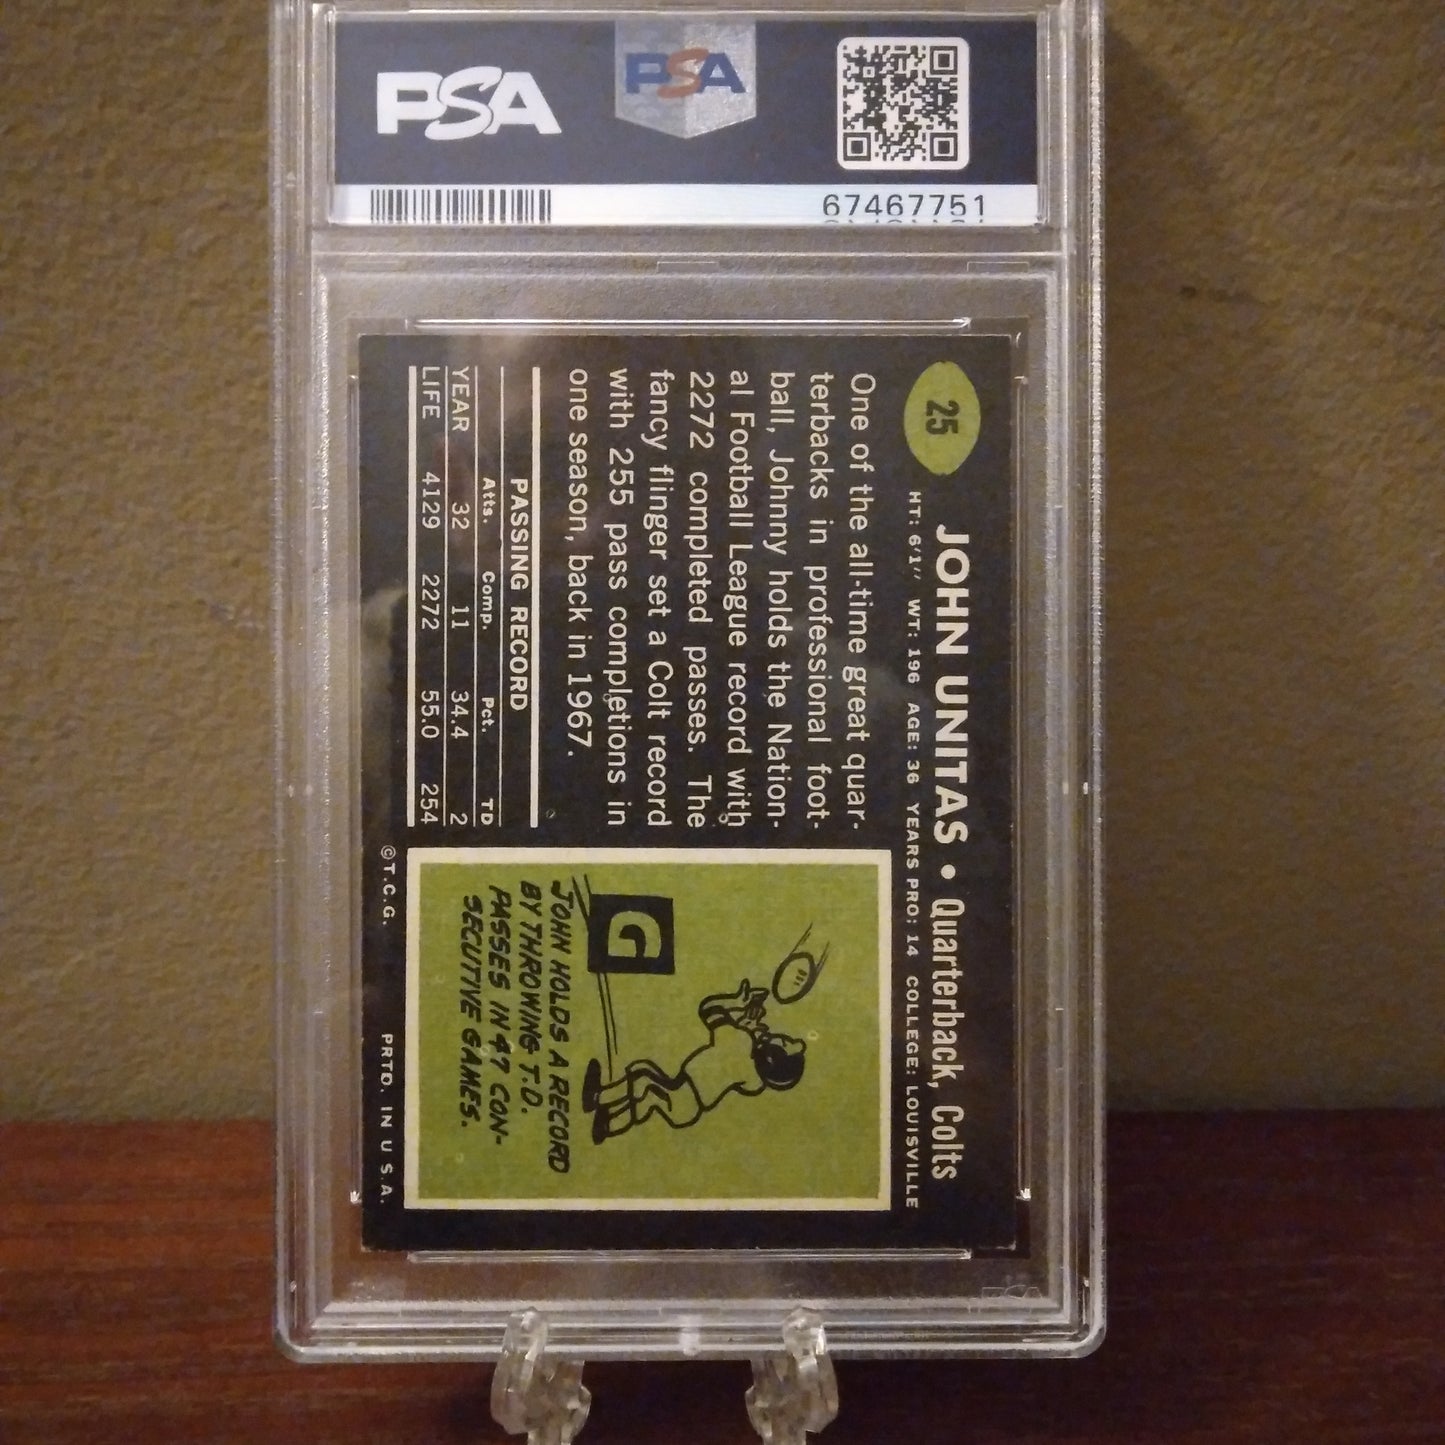 PSA
PSA
67467751
25
JOHN UNITAS • Quarterback, Colts
HT: 6'1" WT: 196 AGE: 36 YEARS PRO: 14 COLLEGE: LOUISVILLE
One of the all-time great quar-
terbacks in professional foot-
ball, Johnny holds the Nation-
al Football League record with
2272 completed passes. The
fancy flinger set a Colt record
with 255 pass completions in
one season, back in 1967.
PASSING RECORD
Atts. Comp. Pct. TD
YEAR 32 11 34.4 2
LIFE 4129 2272 55.0 254
G
JOHN HOLDS A RECORD
BY THROWING T.D.
PASSES IN 47 CON-
SECUTIVE GAMES.
©T.C.G. PRTD. IN U.S.A.
PSA